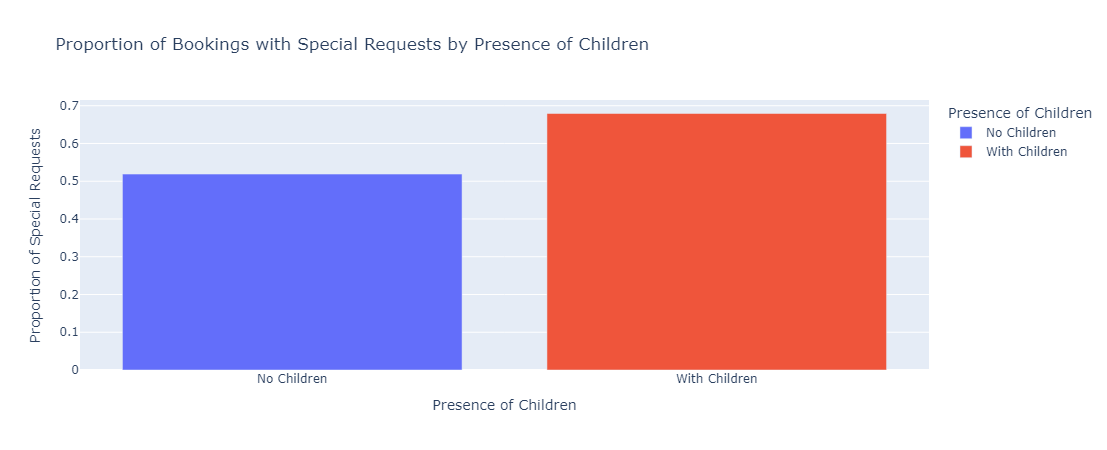 Proportion of Bookings with Special Requests by Presence of Children
Proportion of Special Requests
0.7
0.6
0.5
0.4
0.3
0.2
0.1
0
No Children
With Children
Presence of Children
Presence of Children
No Children
With Children